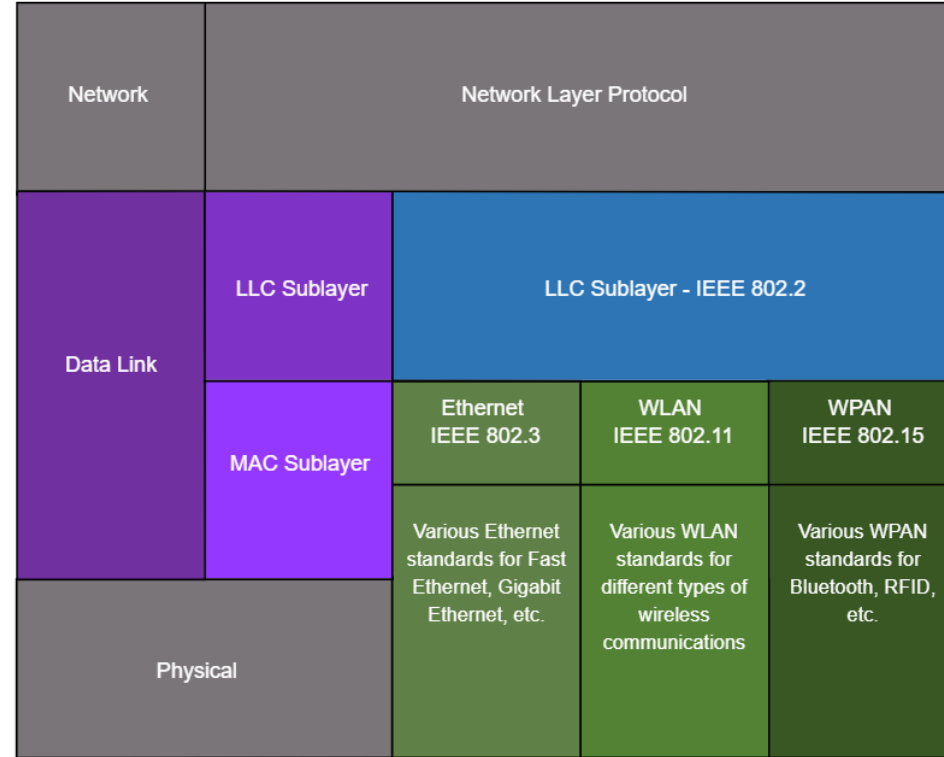 Network
Network Layer Protocol
Data Link
LLC Sublayer
LLC Sublayer - IEEE 802.2
MAC Sublayer
Ethernet
IEEE 802.3
WLAN
IEEE 802.11
WPAN
IEEE 802.15
Various Ethernet
standards for Fast
Ethernet, Gigabit
Ethernet, etc.
Various WLAN
standards for
different types of
wireless
communications
Various WPAN
standards for
Bluetooth, RFID,
etc.
Physical